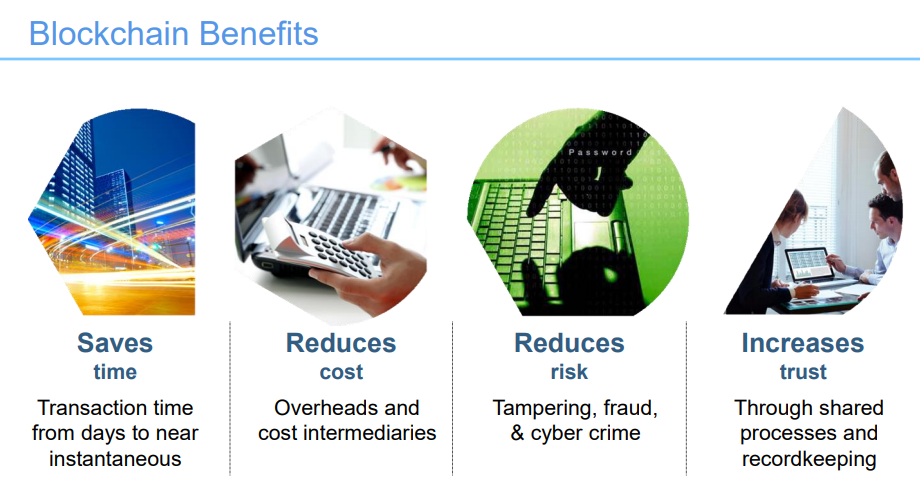 Blockchain Benefits
Password
Saves
time
Transaction time
from days to near
instantaneous
Reduces
cost
Overheads and
cost intermediaries
Reduces
risk
Tampering, fraud,
& cyber crime
Increases
trust
Through shared
processes and
recordkeeping